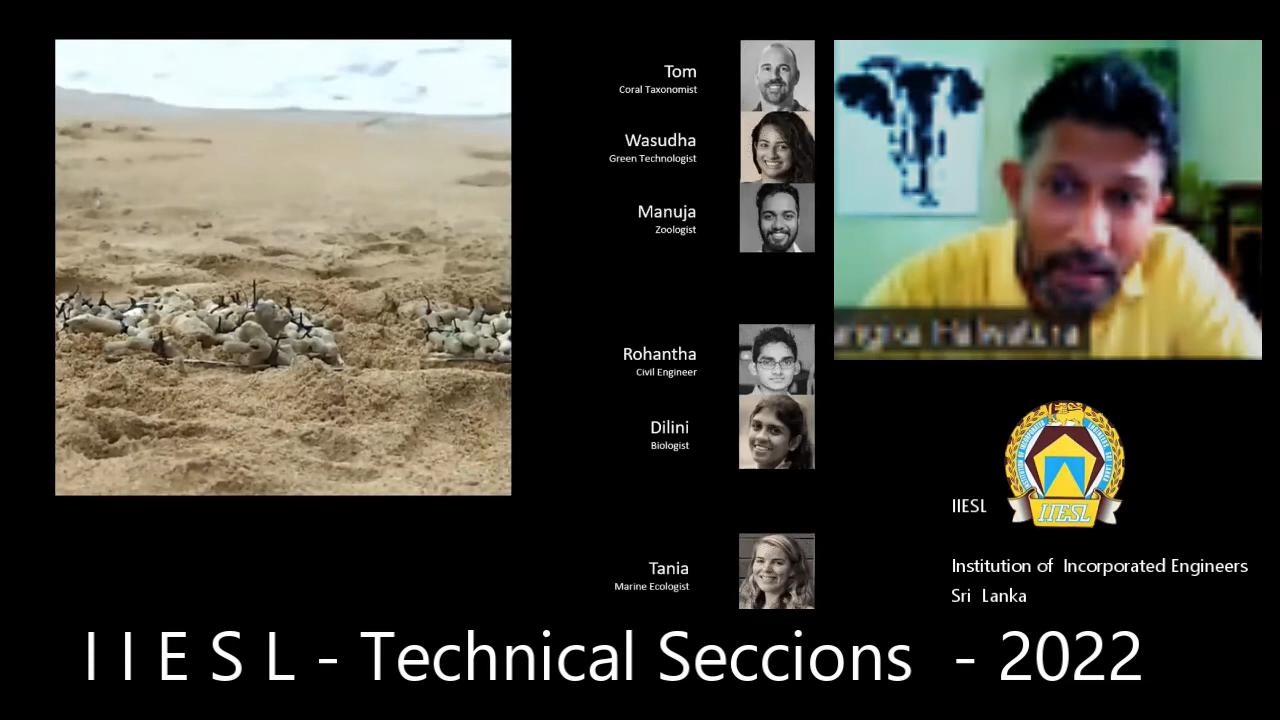 Tom
Coral Taxonomist
Wasudha
Green Technologist
Manuja
Zoologist
Rohantha
Civil Engineer
Dilini
Biologist
Tania
Marine Ecologist
IIESL
IIESL
Institution of Incorporated Engineers
Sri Lanka
I I E S L - Technical Seccions - 2022